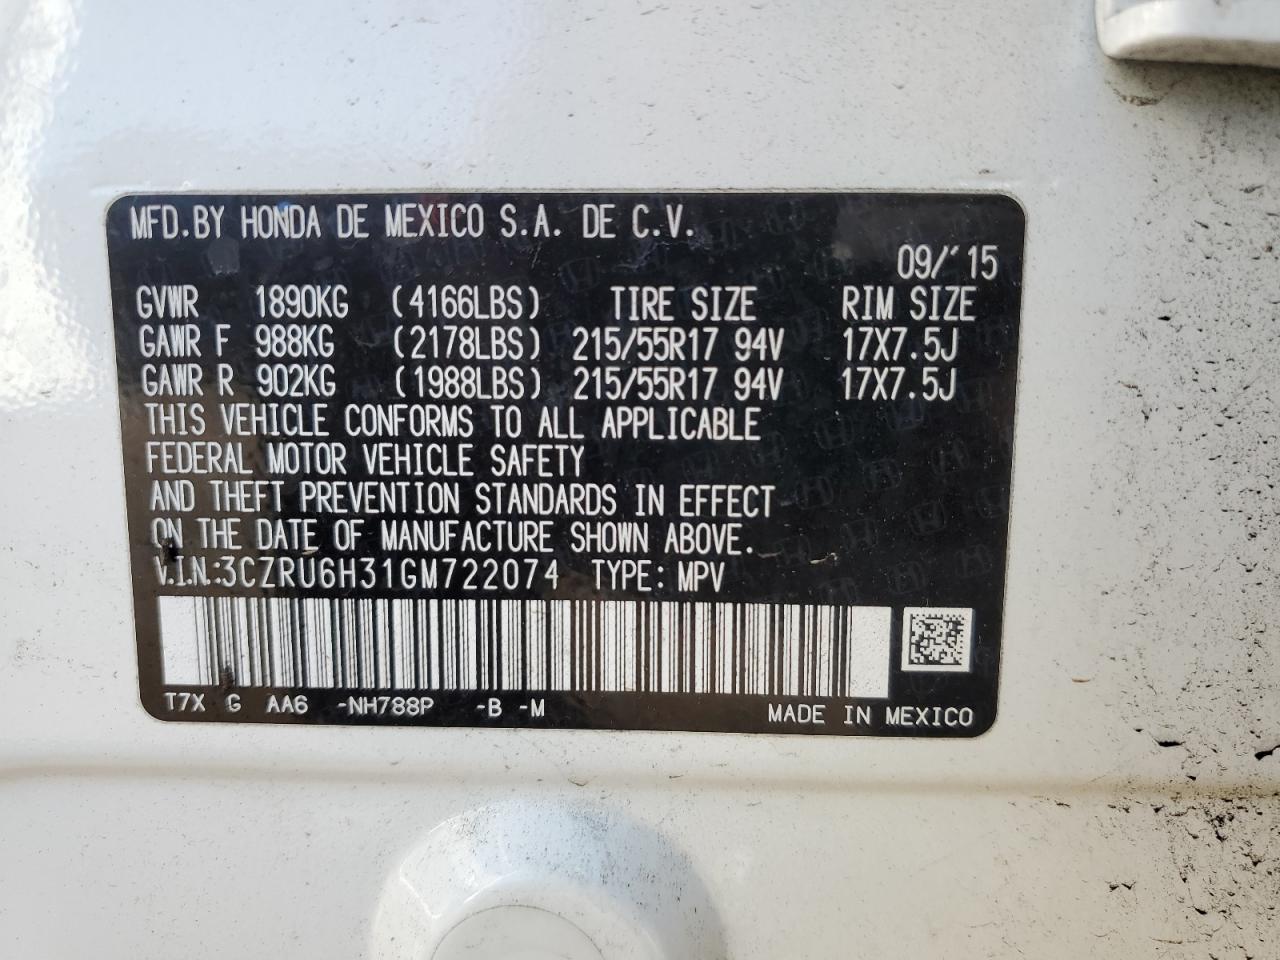 MFD.BY HONDA DE MEXICO S.A. DE C.V.
09/'15
GVWR 1890KG (4166LBS) TIRE SIZE RIM SIZE
GAWR F 988KG (2178LBS) 215/55R17 94V 17X7.5J
GAWR R 902KG (1988LBS) 215/55R17 94V 17X7.5J
THIS VEHICLE CONFORMS TO ALL APPLICABLE
FEDERAL MOTOR VEHICLE SAFETY
AND THEFT PREVENTION STANDARDS IN EFFECT
ON THE DATE OF MANUFACTURE SHOWN ABOVE.
V.I.N.:3CZRU6H31GM722074 TYPE: MPV
T7X G AA6 -NH788P -B -M MADE IN MEXICO